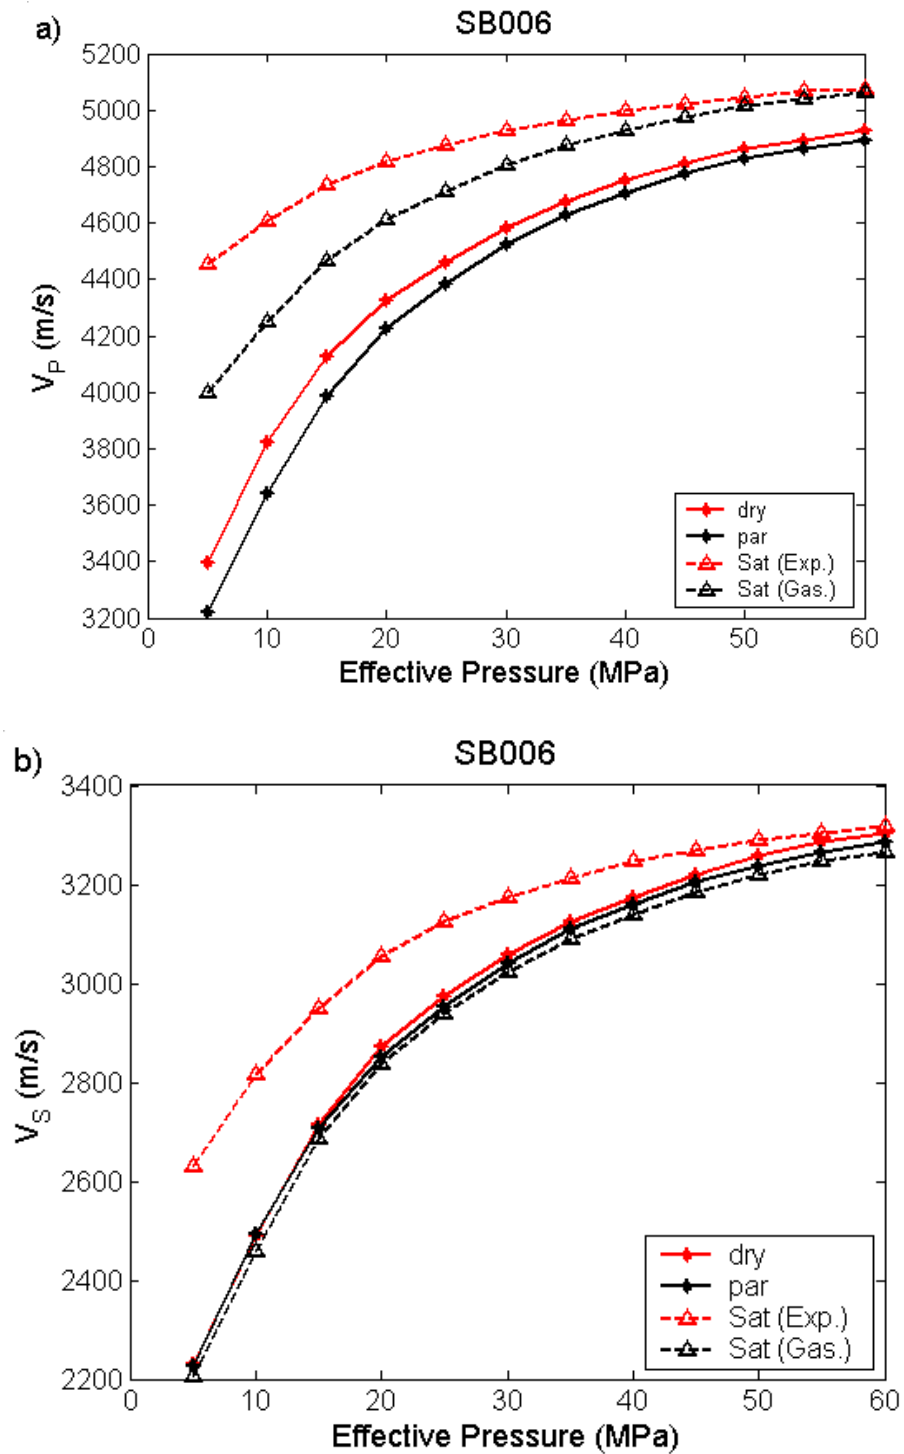 a)
SB006
5200
5000
4800
4600
4400
4200
4000
3800
3600
3400
3200
V_P (m/s)
dry
par
Sat (Exp.)
Sat (Gas.)
0 10 20 30 40 50 60
Effective Pressure (MPa)
b)
SB006
3400
3200
3000
2800
2600
2400
2200
V_S (m/s)
dry
par
Sat (Exp.)
Sat (Gas.)
0 10 20 30 40 50 60
Effective Pressure (MPa)